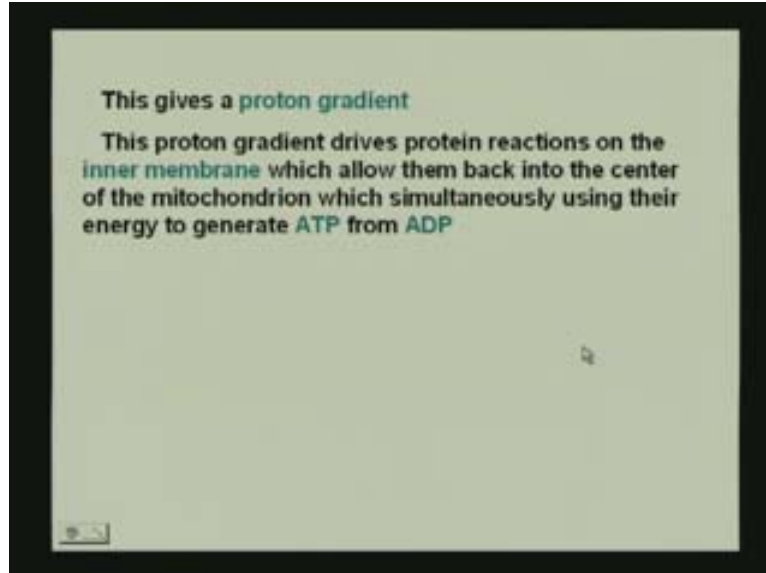 This gives a proton gradient
This proton gradient drives protein reactions on the
inner membrane which allow them back into the center
of the mitochondrion which simultaneously using their
energy to generate ATP from ADP